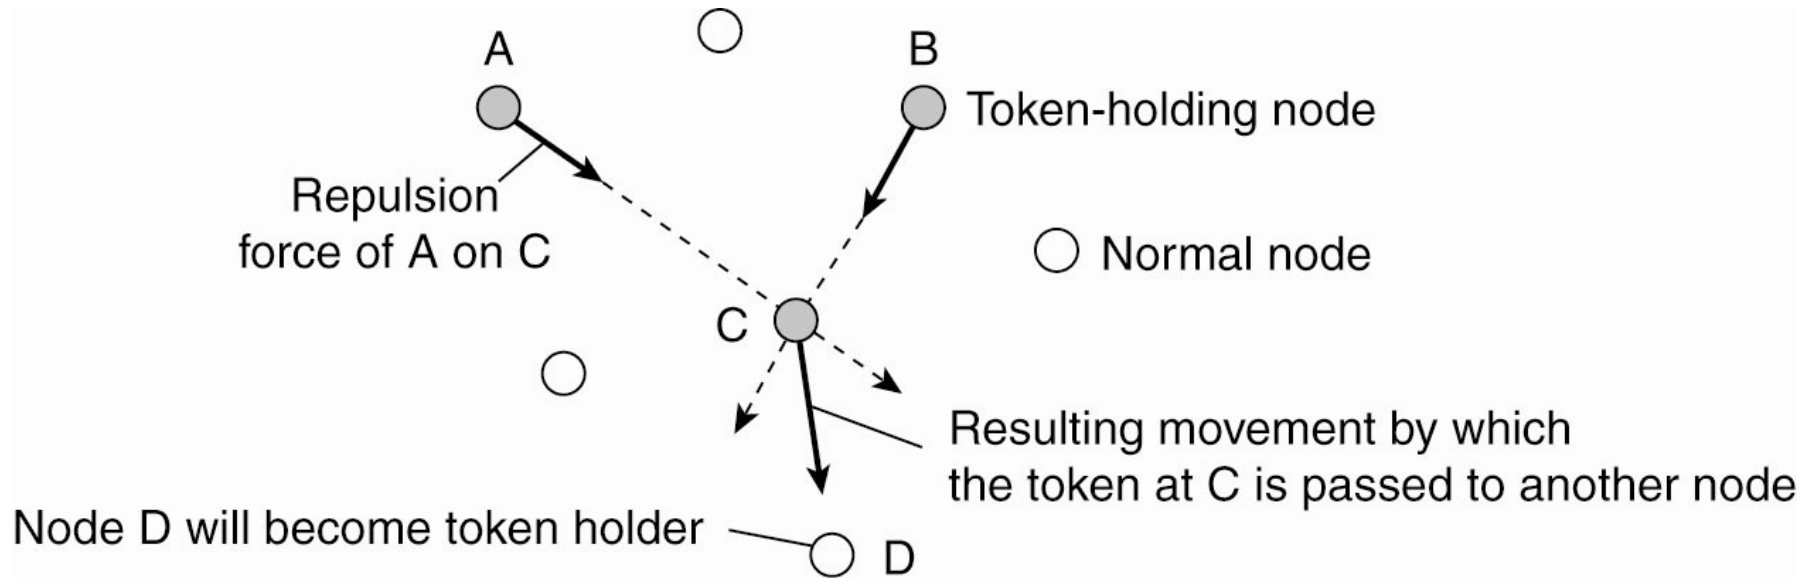 A
B
Token-holding node
Repulsion
force of A on C
Normal node
C
Resulting movement by which
the token at C is passed to another node
Node D will become token holder
D